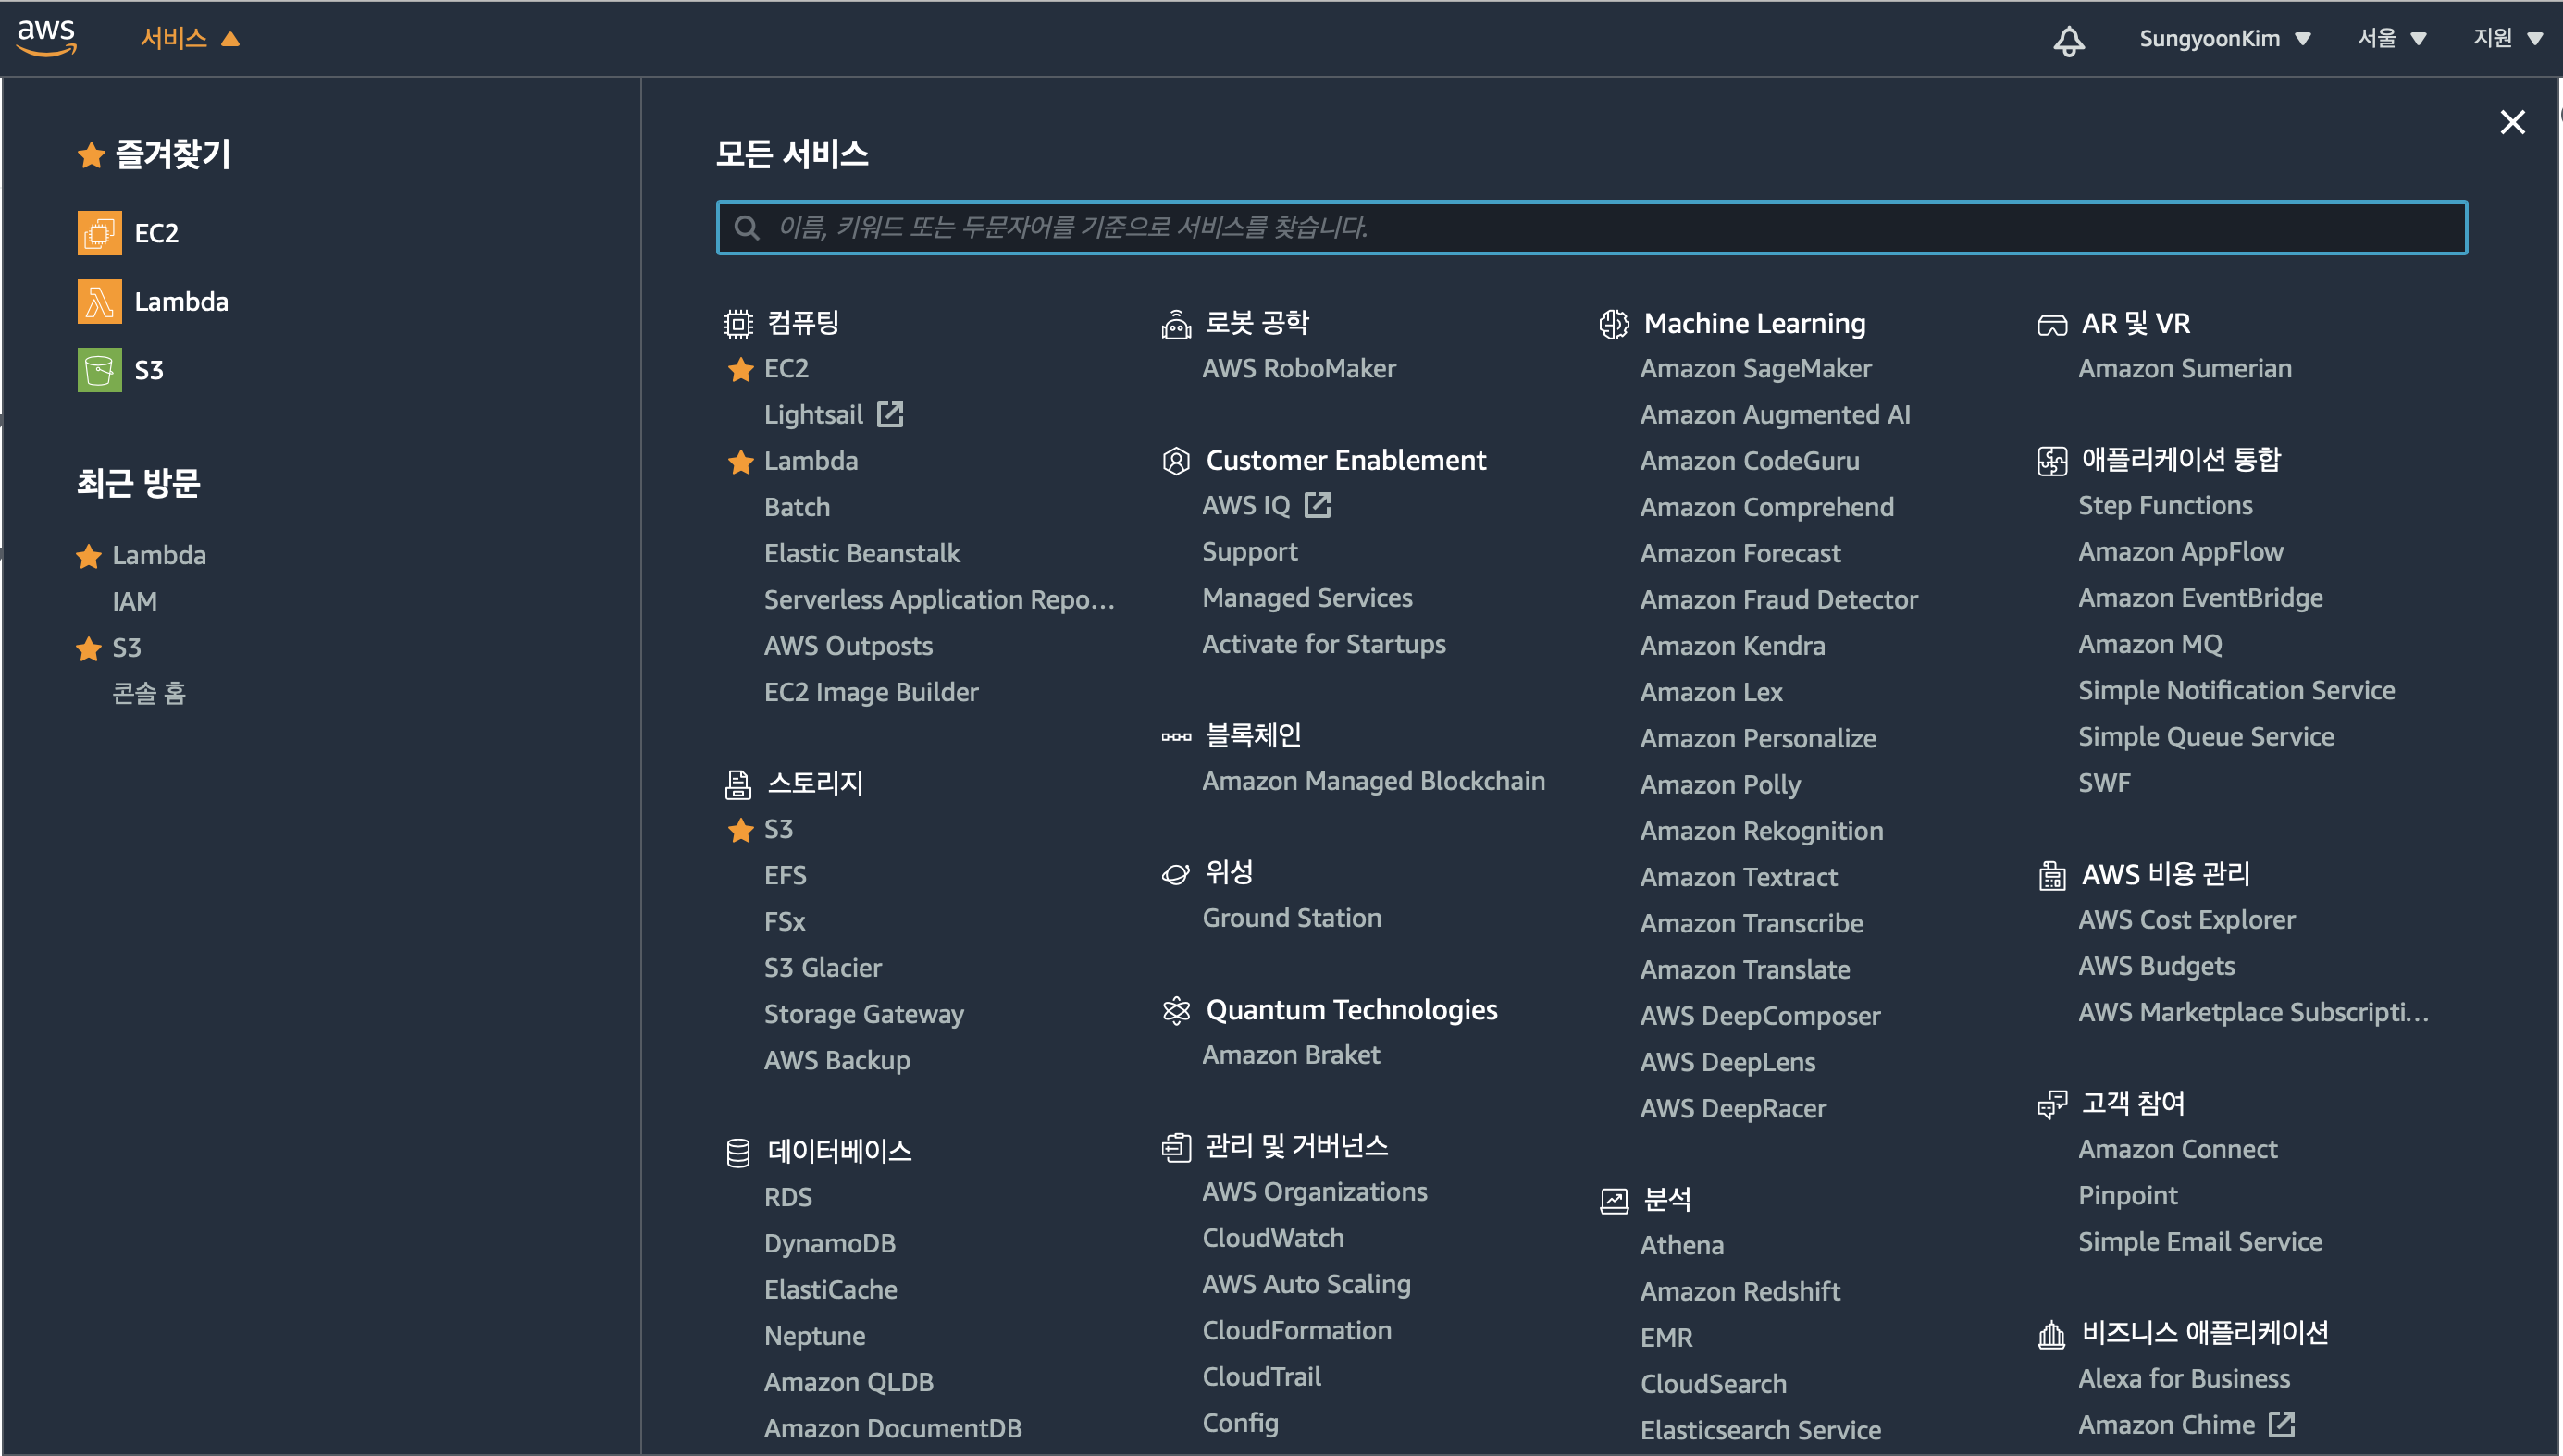 aws
서비스
SungyoonKim
서울
지원
즐겨찾기
EC2
Lambda
S3
최근 방문
Lambda
IAM
S3
콘솔 홈
모든 서비스
이름, 키워드 또는 두문자어를 기준으로 서비스를 찾습니다.
컴퓨팅
EC2
Lightsail
Lambda
Batch
Elastic Beanstalk
Serverless Application Repo...
AWS Outposts
EC2 Image Builder
스토리지
S3
EFS
FSx
S3 Glacier
Storage Gateway
AWS Backup
데이터베이스
RDS
DynamoDB
ElastiCache
Neptune
Amazon QLDB
Amazon DocumentDB
로봇 공학
AWS RoboMaker
Customer Enablement
AWS IQ
Support
Managed Services
Activate for Startups
블록체인
Amazon Managed Blockchain
위성
Ground Station
Quantum Technologies
Amazon Braket
관리 및 거버넌스
AWS Organizations
CloudWatch
AWS Auto Scaling
CloudFormation
CloudTrail
Config
Machine Learning
Amazon SageMaker
Amazon Augmented AI
Amazon CodeGuru
Amazon Comprehend
Amazon Forecast
Amazon Fraud Detector
Amazon Kendra
Amazon Lex
Amazon Personalize
Amazon Polly
Amazon Rekognition
Amazon Textract
Amazon Transcribe
Amazon Translate
AWS DeepComposer
AWS DeepLens
AWS DeepRacer
분석
Athena
Amazon Redshift
EMR
CloudSearch
Elasticsearch Service
AR 및 VR
Amazon Sumerian
애플리케이션 통합
Step Functions
Amazon AppFlow
Amazon EventBridge
Amazon MQ
Simple Notification Service
Simple Queue Service
SWF
AWS 비용 관리
AWS Cost Explorer
AWS Budgets
AWS Marketplace Subscripti...
고객 참여
Amazon Connect
Pinpoint
Simple Email Service
비즈니스 애플리케이션
Alexa for Business
Amazon Chime